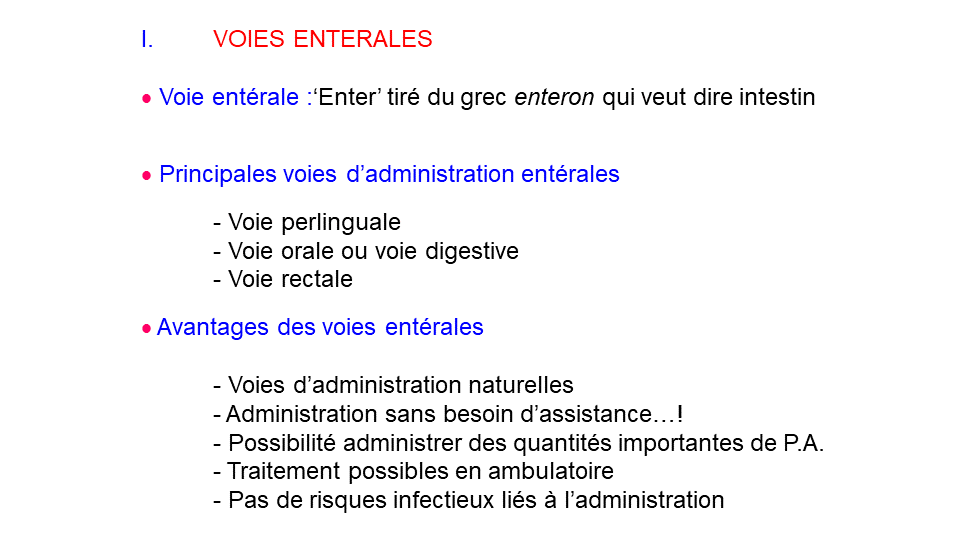 I. VOIES ENTERALES
• Voie entérale :‘Enter’ tiré du grec enteron qui veut dire intestin
• Principales voies d’administration entérales
- Voie perlinguale
- Voie orale ou voie digestive
- Voie rectale
• Avantages des voies entérales
- Voies d’administration naturelles
- Administration sans besoin d’assistance…!
- Possibilité administrer des quantités importantes de P.A.
- Traitement possibles en ambulatoire
- Pas de risques infectieux liés à l’administration